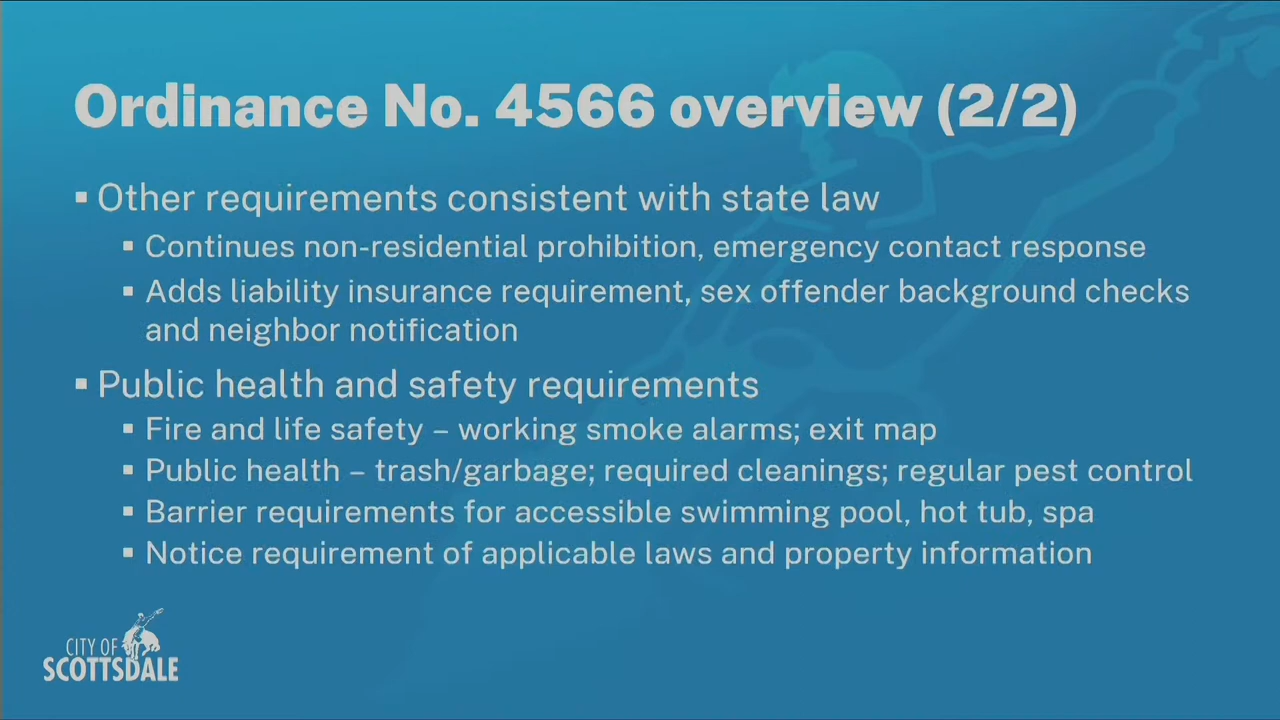 Ordinance No. 4566 overview (2/2)
▪ Other requirements consistent with state law
▪ Continues non-residential prohibition, emergency contact response
▪ Adds liability insurance requirement, sex offender background checks
and neighbor notification
▪ Public health and safety requirements
▪ Fire and life safety – working smoke alarms; exit map
▪ Public health – trash/garbage; required cleanings; regular pest control
▪ Barrier requirements for accessible swimming pool, hot tub, spa
▪ Notice requirement of applicable laws and property information
CITY OF
SCOTTSDALE